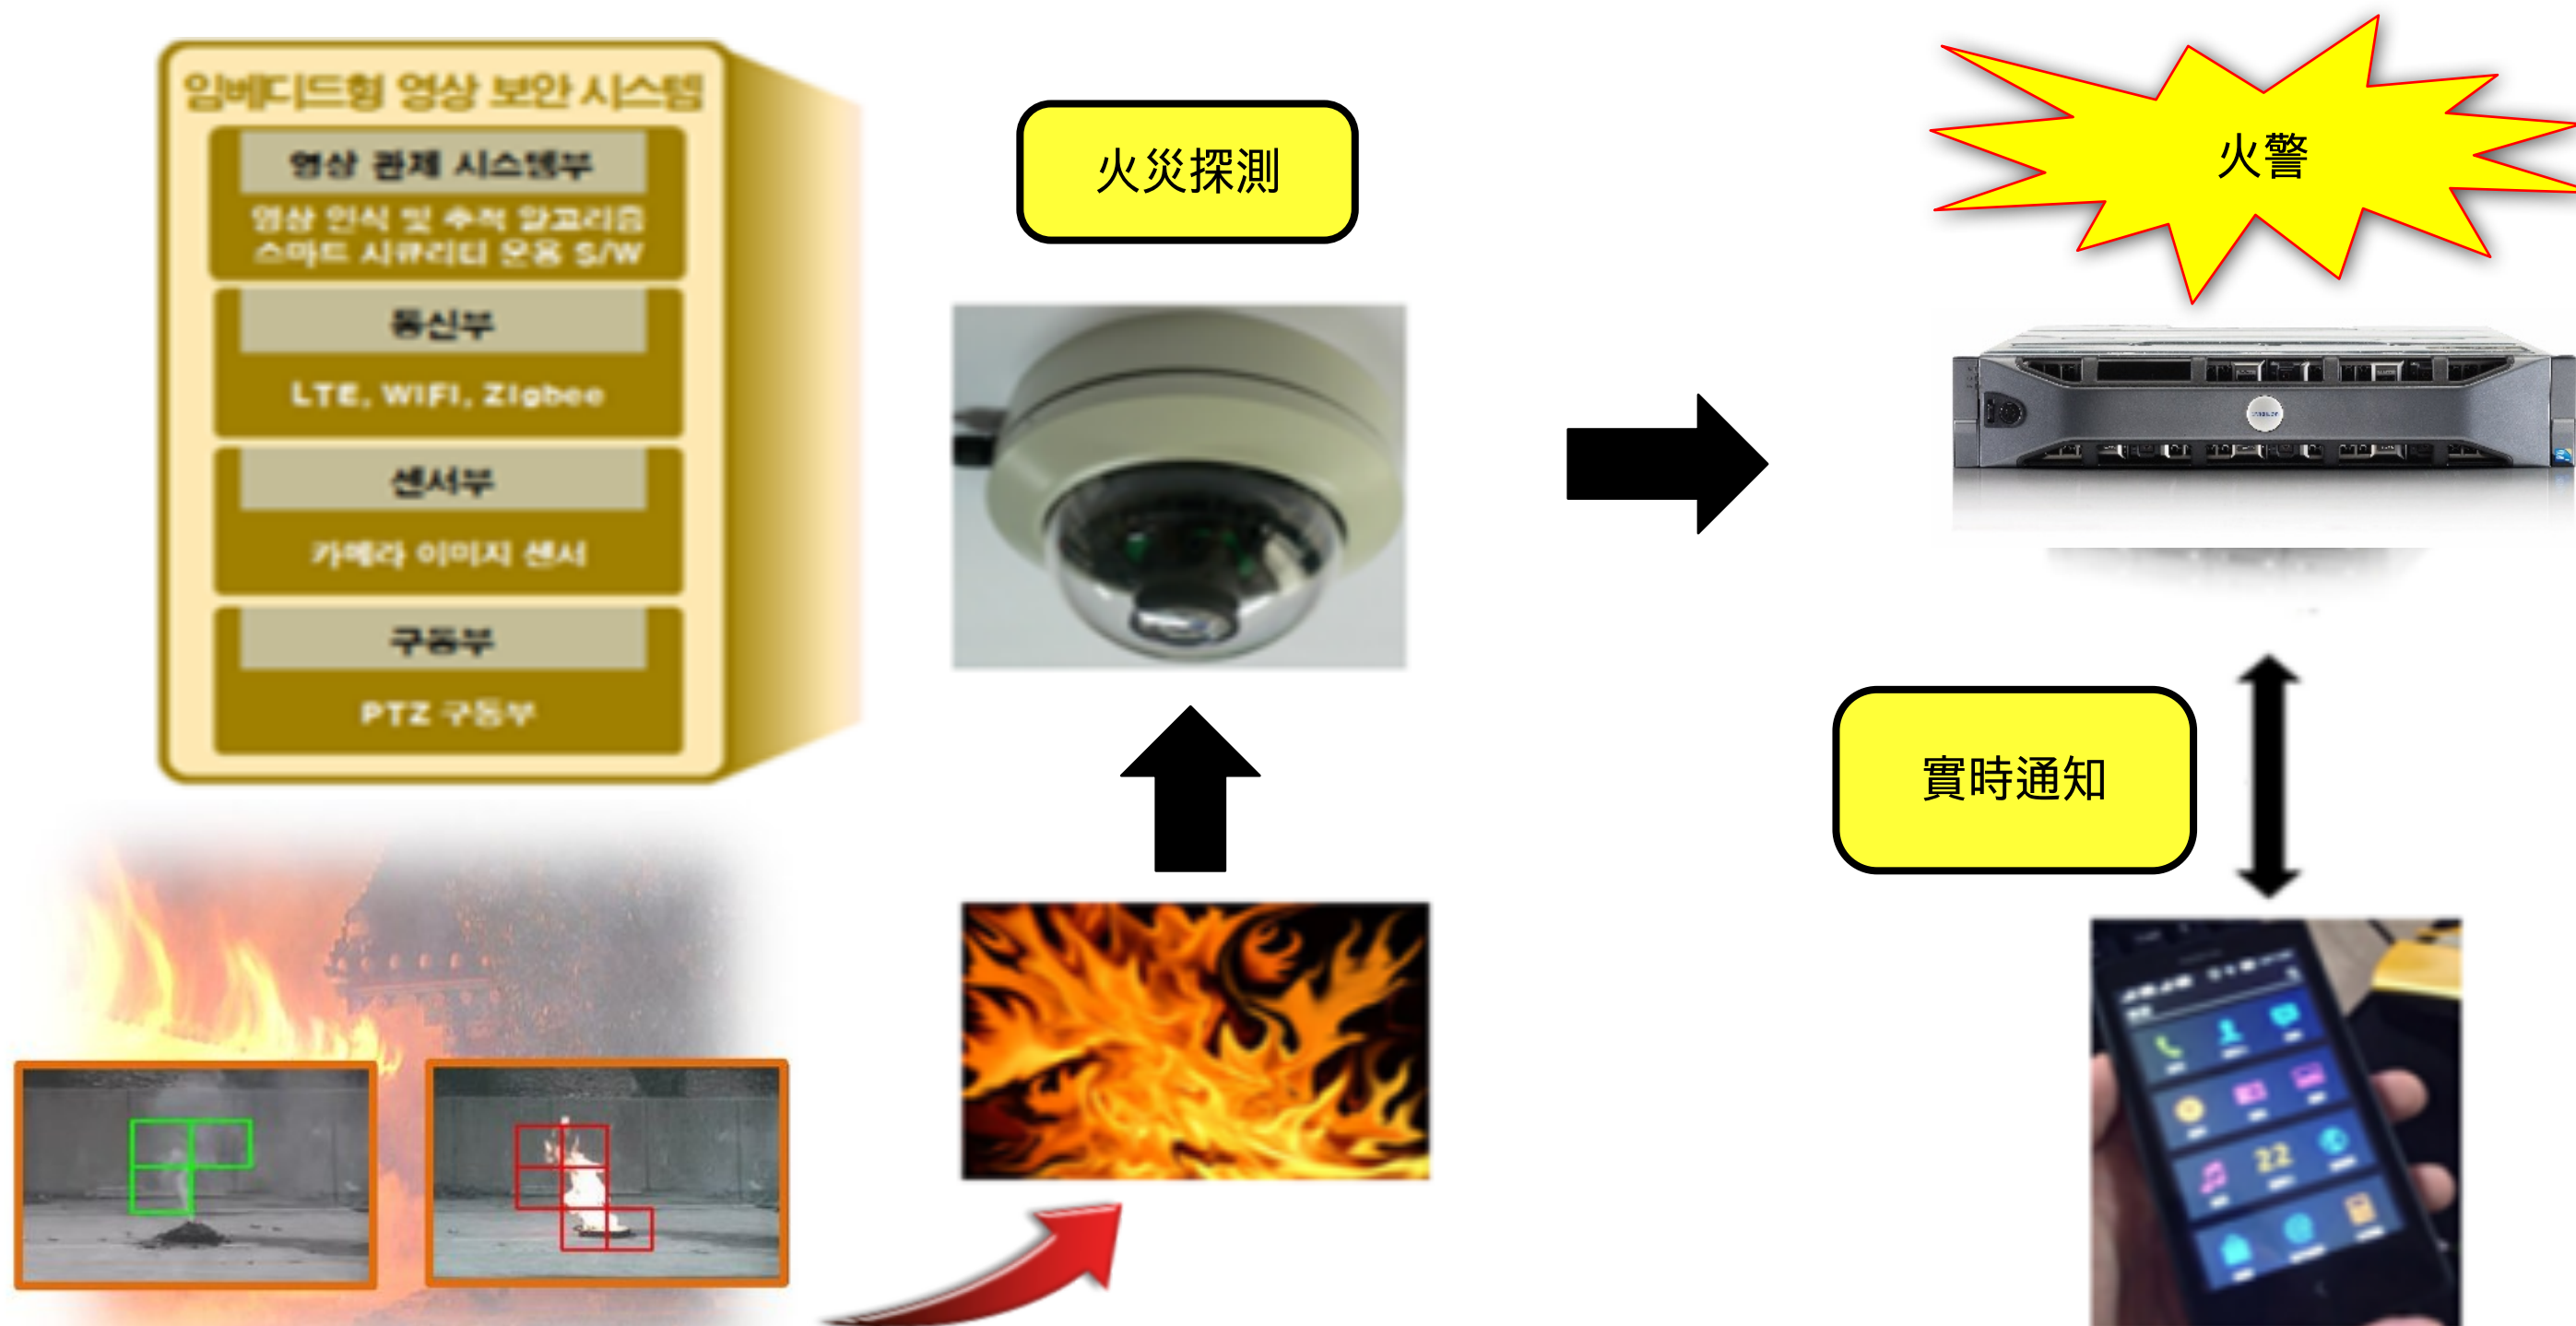 임베디드형 영상 보안 시스템
영상 관제 시스템부
영상 인식 및 추적 알고리즘
스마트 시큐리티 운용 S/W
통신부
LTE, WIFI, Zigbee
센서부
카메라 이미지 센서
구동부
PTZ 구동부
火災探測
火警
實時通知
22